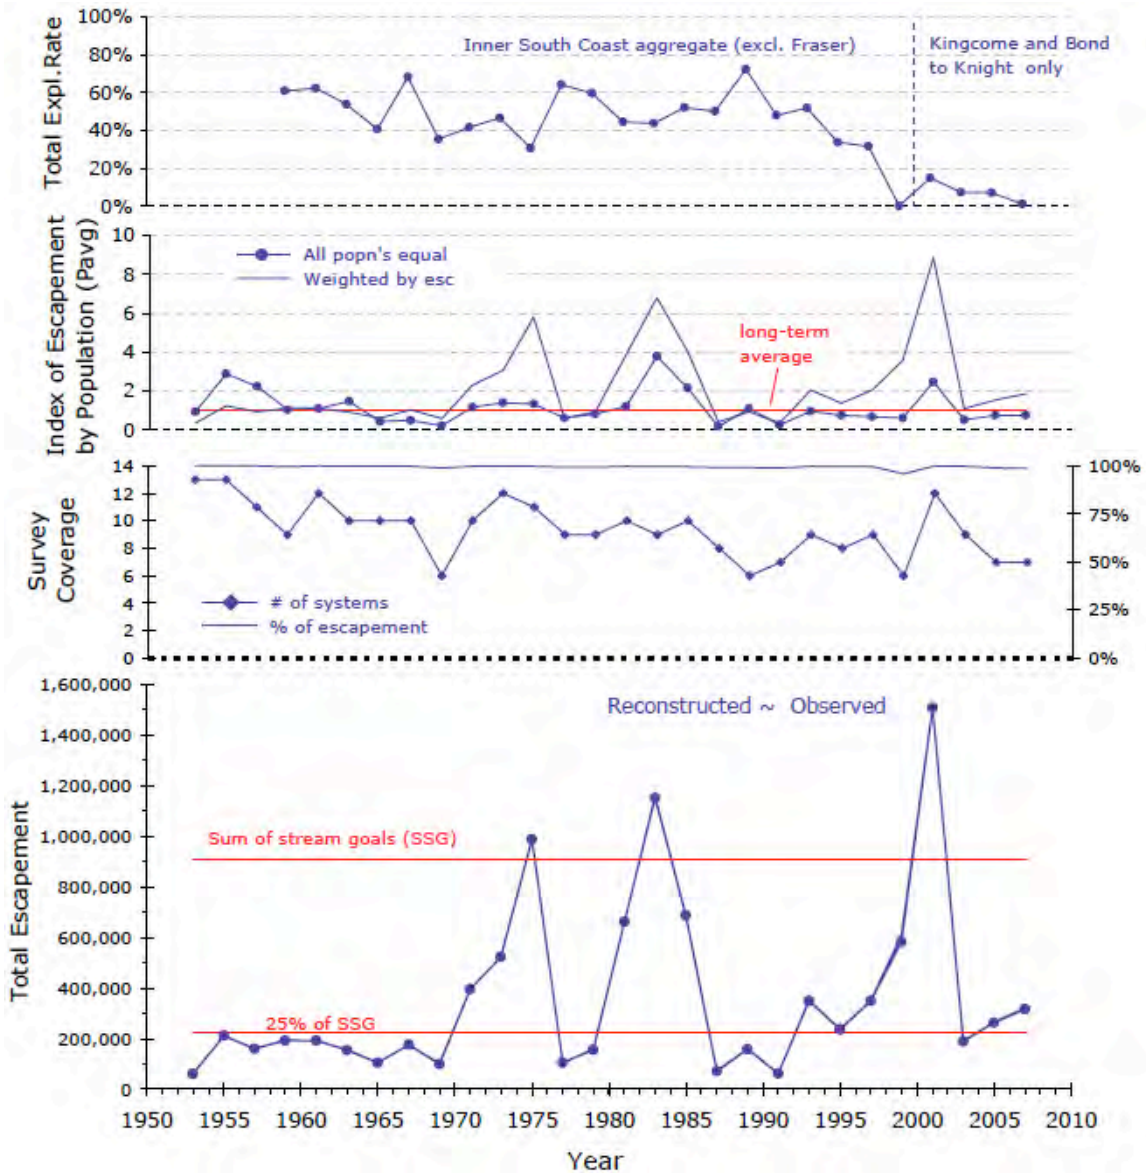 Total Expl.Rate
100%
80%
60%
40%
20%
0%
Inner South Coast aggregate (excl. Fraser)
Kingcome and Bond
to Knight only
Index of Escapement
by Population (Pavg)
10
8
6
4
2
0
All popn's equal
Weighted by esc
long-term
average
Survey
Coverage
14
12
10
8
6
4
2
0
# of systems
% of escapement
100%
75%
50%
25%
0%
Total Escapement
1,600,000
1,400,000
1,200,000
1,000,000
800,000
600,000
400,000
200,000
0
Reconstructed ~ Observed
Sum of stream goals (SSG)
25% of SSG
1950 1955 1960 1965 1970 1975 1980 1985 1990 1995 2000 2005 2010
Year